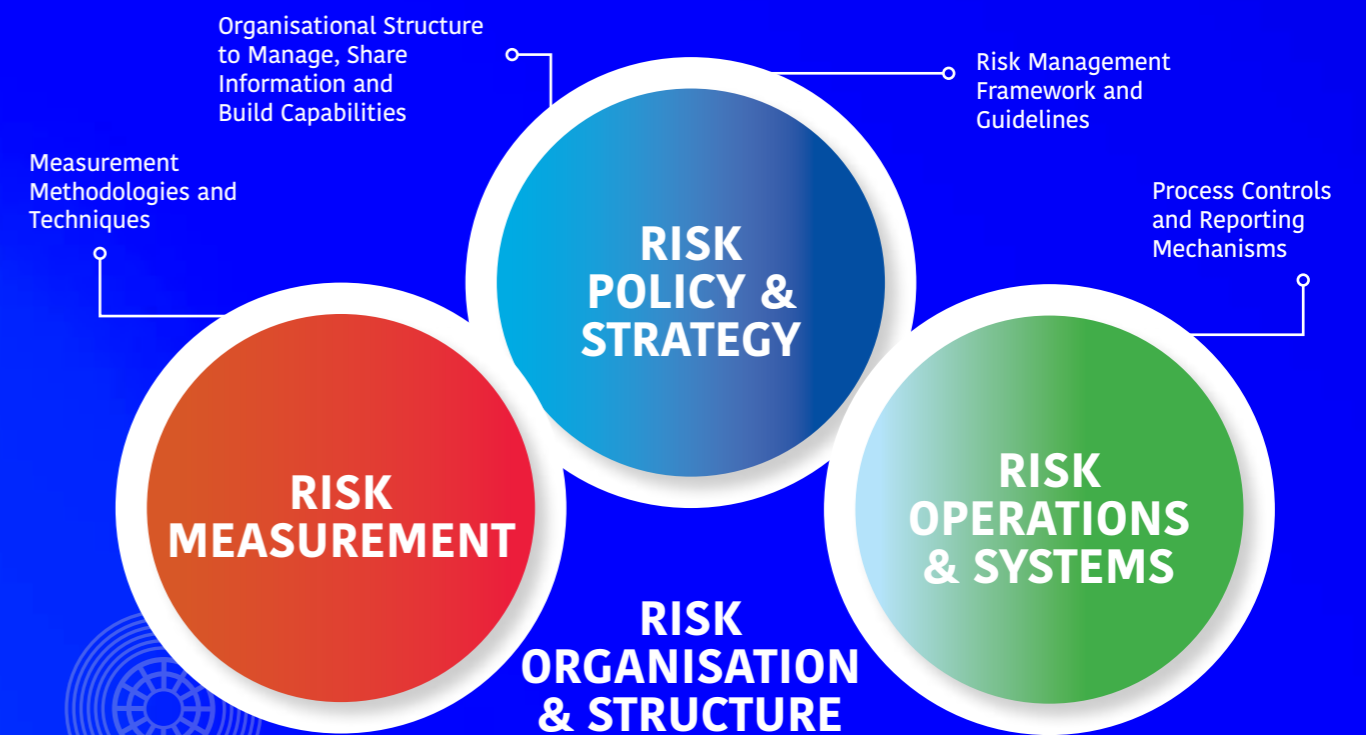 Organisational Structure
to Manage, Share
Information and
Build Capabilities
Risk Management
Framework and
Guidelines
Measurement
Methodologies and
Techniques
Process Controls
and Reporting
Mechanisms
RISK
POLICY &
STRATEGY
RISK
MEASUREMENT
RISK
OPERATIONS
& SYSTEMS
RISK
ORGANISATION
& STRUCTURE